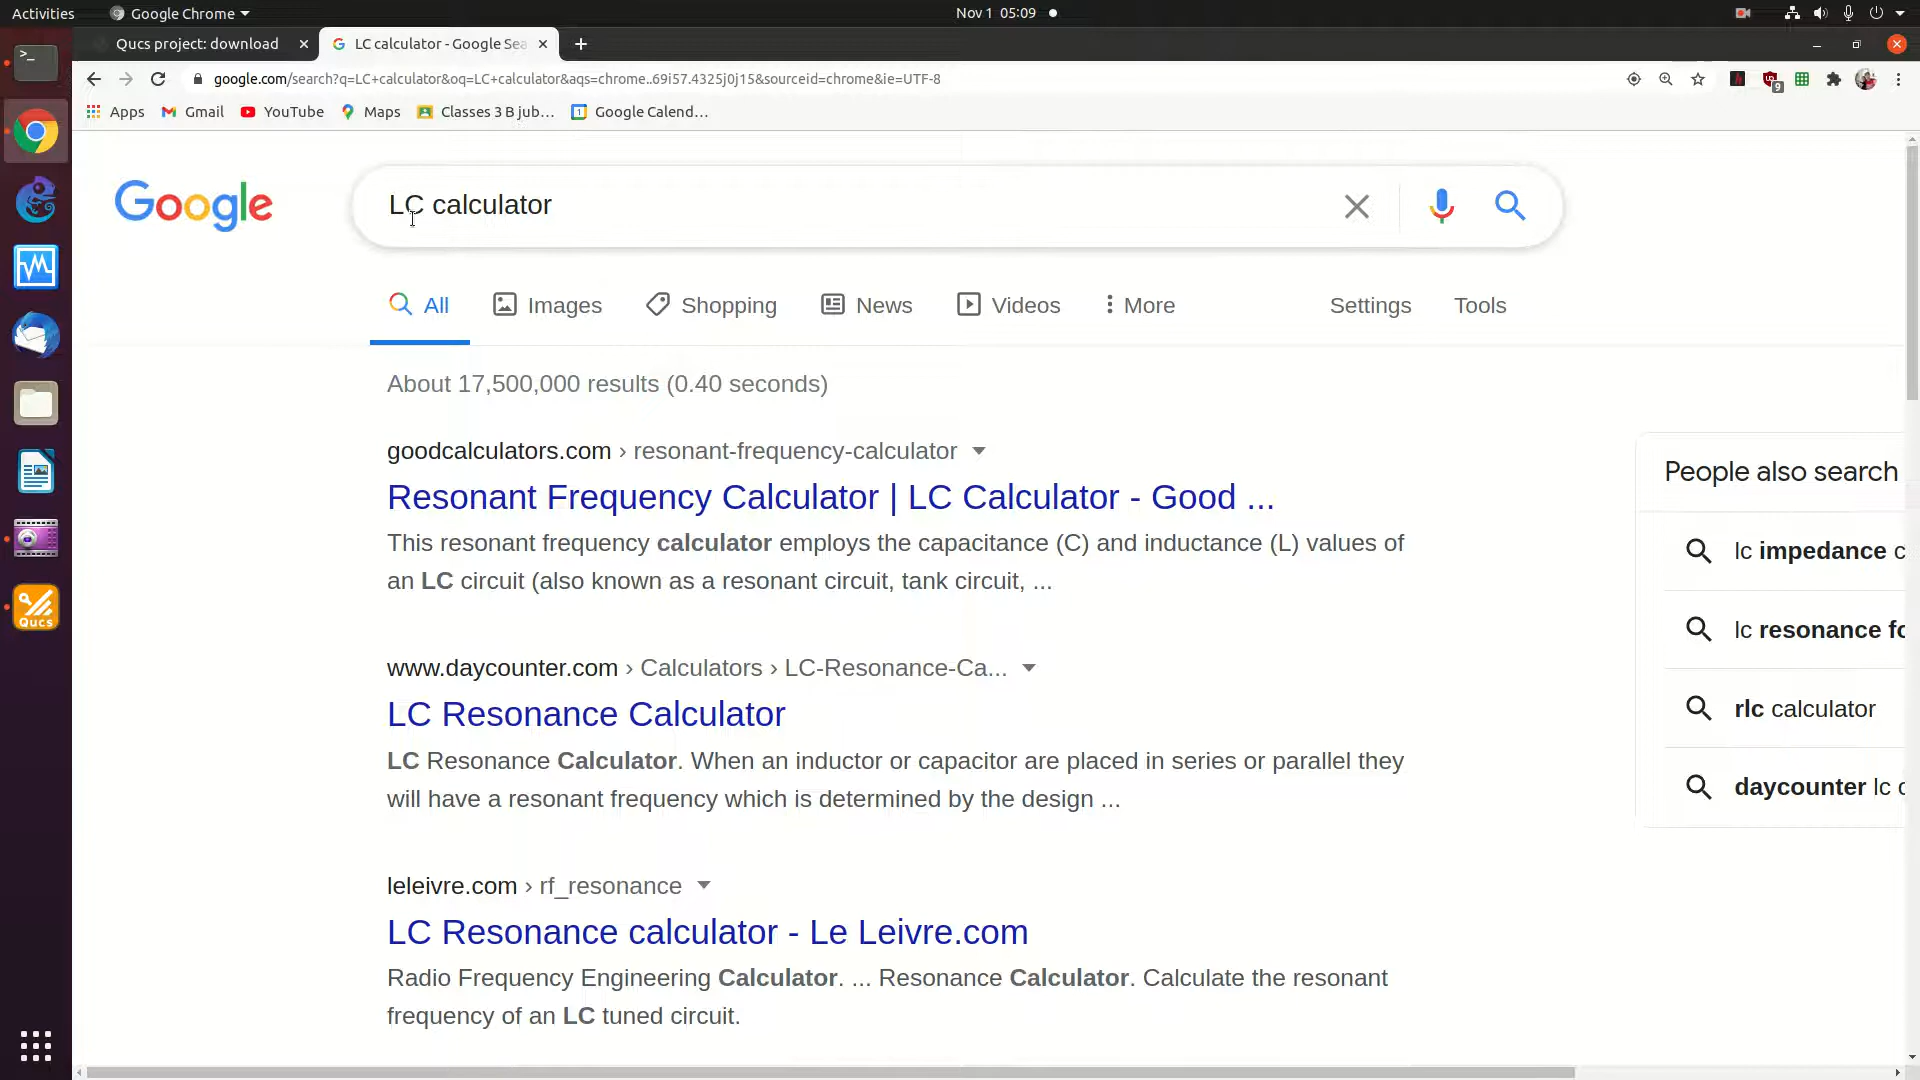 Activities
Google Chrome
Nov 1 05:09
Qucs project: download
LC calculator - Google Sea
google.com/search?q=LC+calculator&oq=LC+calculator&aqs=chrome..69i57.4325j0j15&sourceid=chrome&ie=UTF-8
9
Apps
Gmail
YouTube
Maps
Classes 3 B jub...
1
Google Calend...
Google
LC calculator
All
Images
Shopping
News
Videos
More
Settings
Tools
About 17,500,000 results (0.40 seconds)
goodcalculators.com › resonant-frequency-calculator
Resonant Frequency Calculator | LC Calculator - Good ...
This resonant frequency calculator employs the capacitance (C) and inductance (L) values of
an LC circuit (also known as a resonant circuit, tank circuit, ...
www.daycounter.com › Calculators › LC-Resonance-Ca...
LC Resonance Calculator
LC Resonance Calculator. When an inductor or capacitor are placed in series or parallel they
will have a resonant frequency which is determined by the design ...
leleivre.com › rf_resonance
LC Resonance calculator - Le Leivre.com
Radio Frequency Engineering Calculator. ... Resonance Calculator. Calculate the resonant
frequency of an LC tuned circuit.
People also search
lc impedance c
lc resonance fo
rlc calculator
daycounter lc c
Qucs